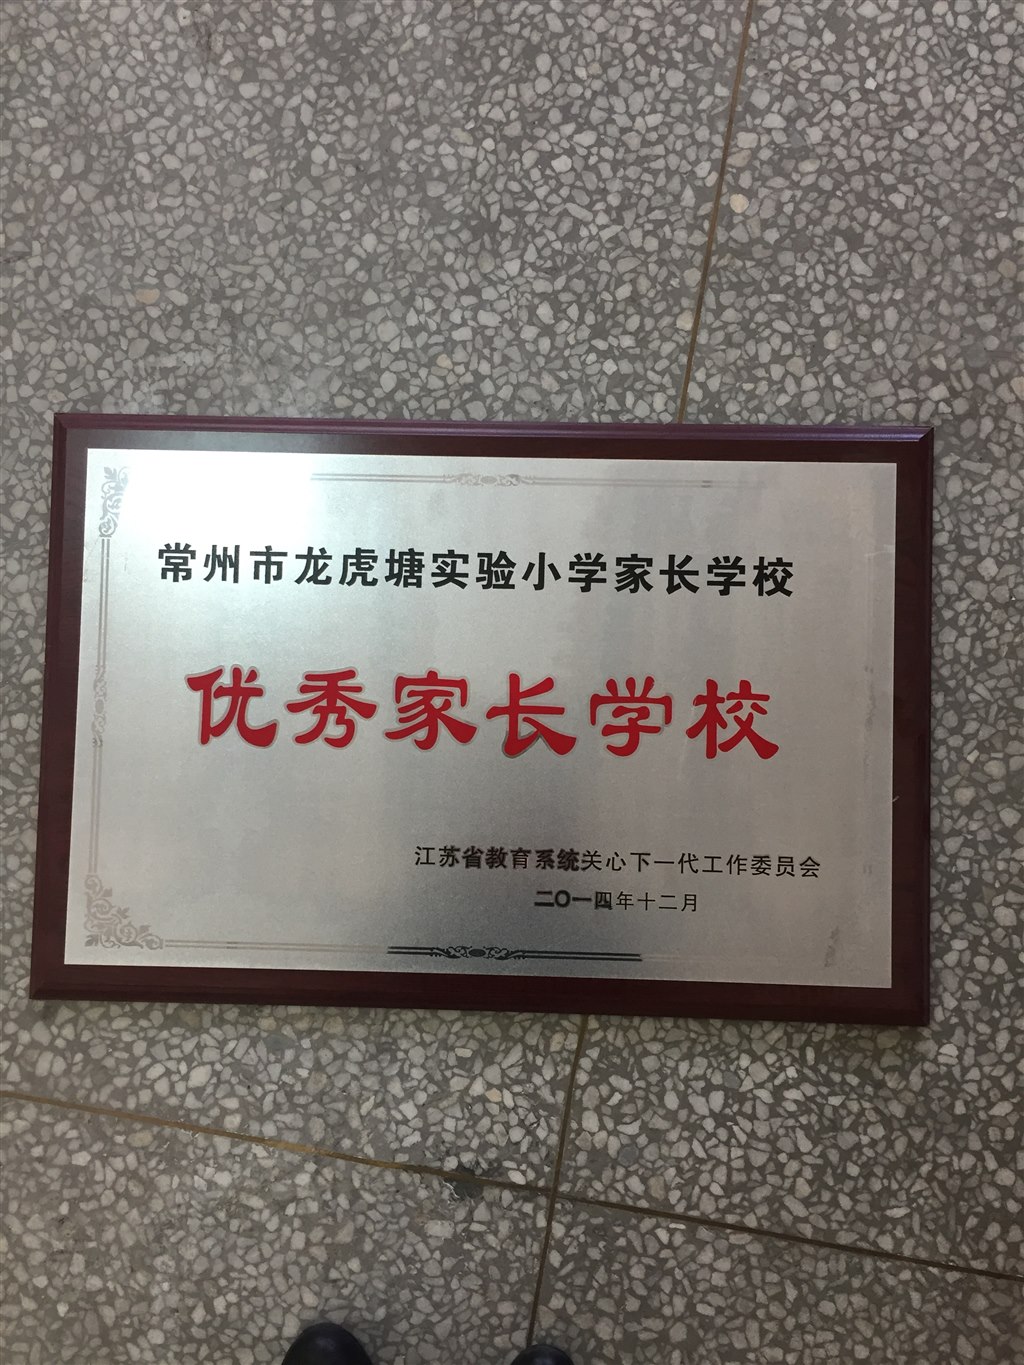 常州市龙虎塘实验小学家长学校
优秀家长学校
江苏省教育系统关心下一代工作委员会
二〇一四年十二月